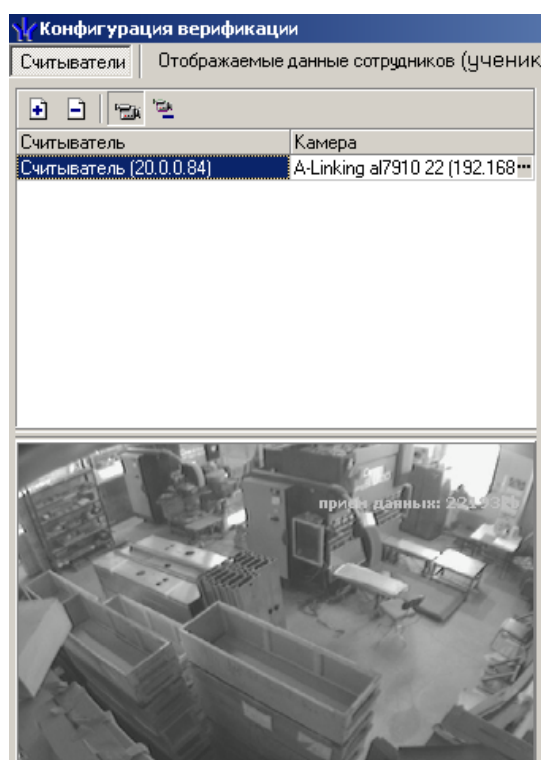 Конфигурация верификации
Считыватели Отображаемые данные сотрудников (ученик
Считыватель Камера
Считыватель (20.0.0.84) A-Linking al7910 22 (192.168 ...
прием данных: